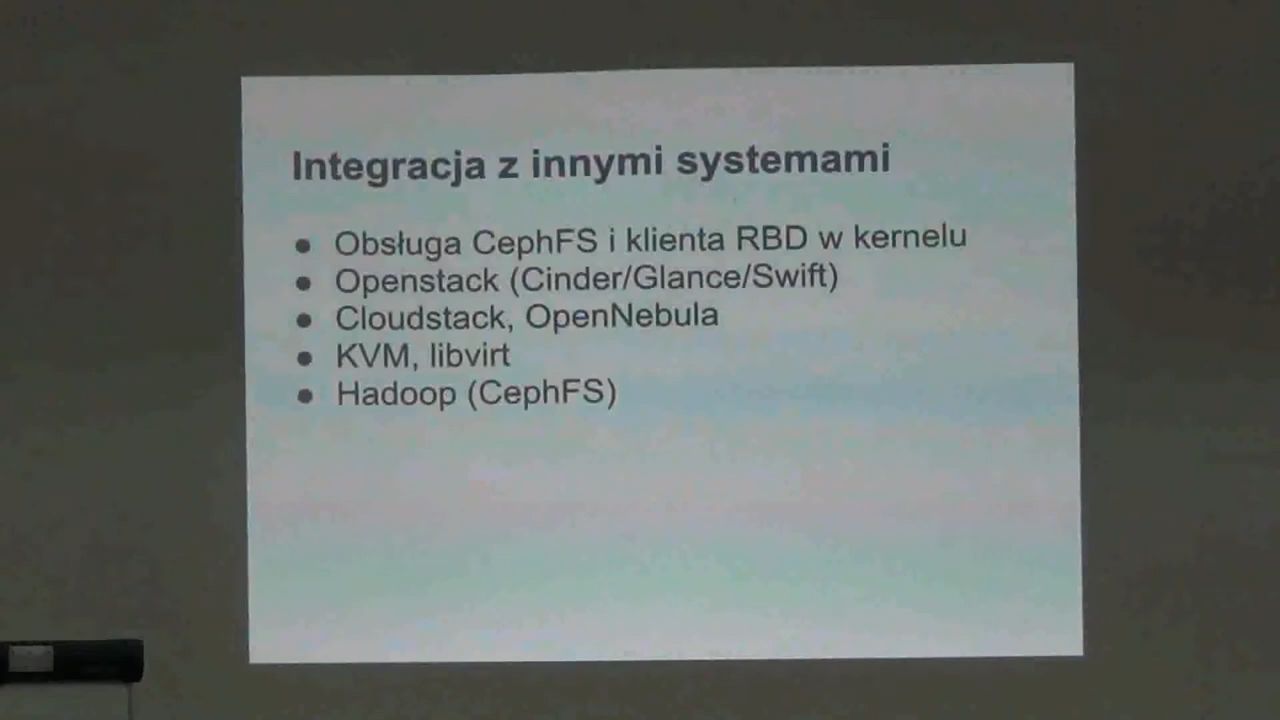 Integracja z innymi systemami
● Obsługa CephFS i klienta RBD w kernelu
● Openstack (Cinder/Glance/Swift)
● Cloudstack, OpenNebula
● KVM, libvirt
● Hadoop (CephFS)